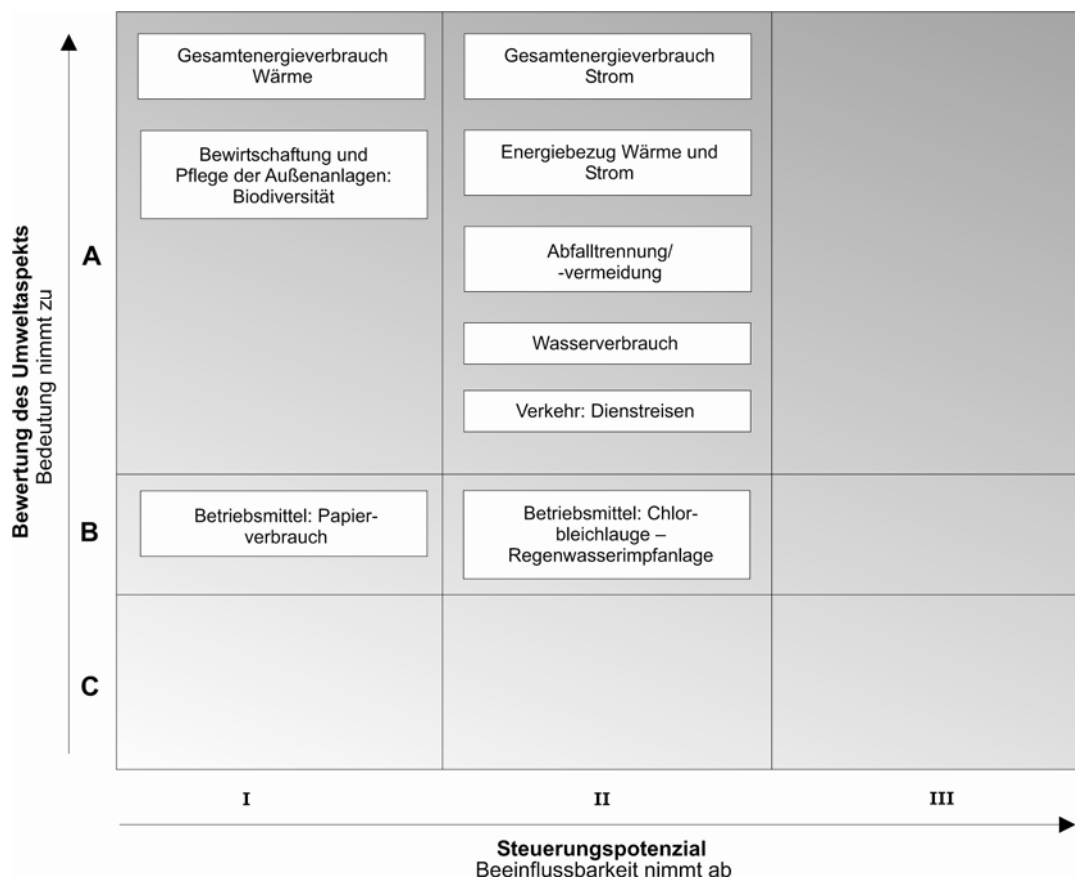 Gesamtenergieverbrauch
Wärme
Gesamtenergieverbrauch
Strom
Bewirtschaftung und
Pflege der Außenanlagen:
Biodiversität
Energiebezug Wärme und
Strom
Abfalltrennung/
-vermeidung
Wasserverbrauch
Verkehr: Dienstreisen
Betriebsmittel: Papier-
verbrauch
Betriebsmittel: Chlor-
bleichlauge –
Regenwasserimpfanlage
A
B
C
Bewertung des Umweltaspekts
Bedeutung nimmt zu
I
II
III
Steuerungspotenzial
Beeinflussbarkeit nimmt ab